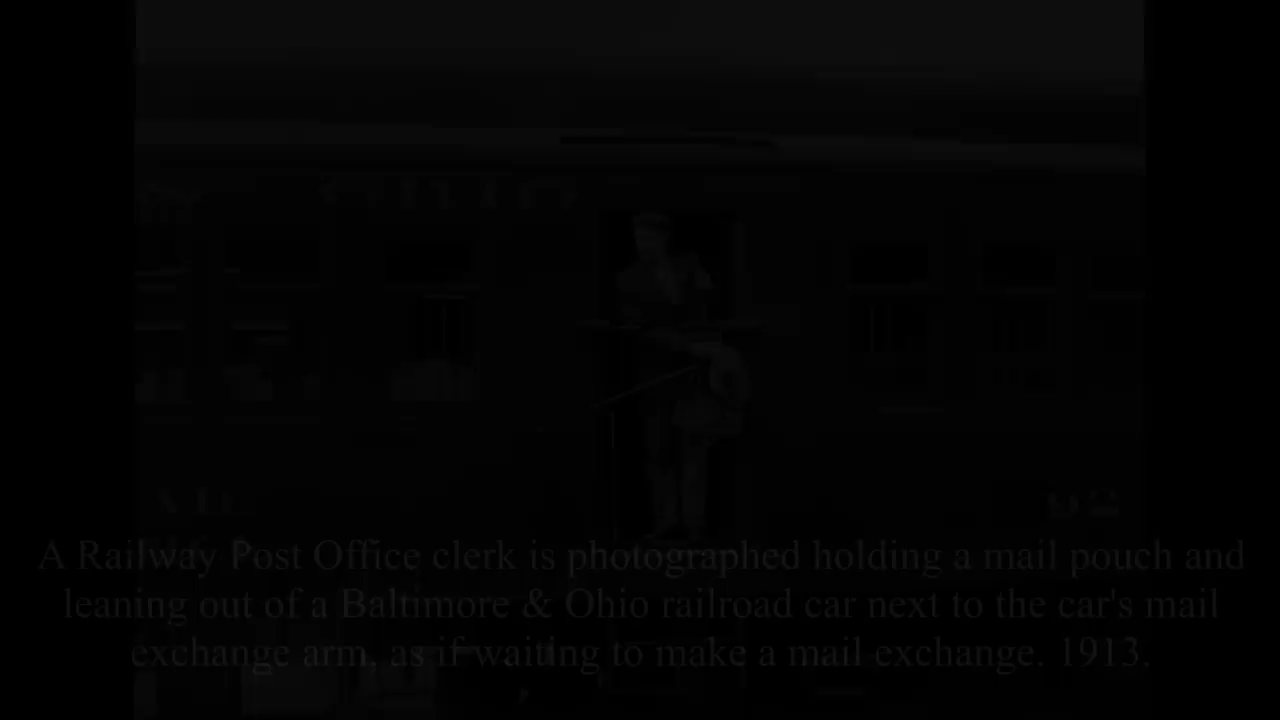 A Railway Post Office clerk is photographed holding a mail pouch and
leaning out of a Baltimore & Ohio railroad car next to the car's mail
exchange arm, as if waiting to make a mail exchange. 1913.